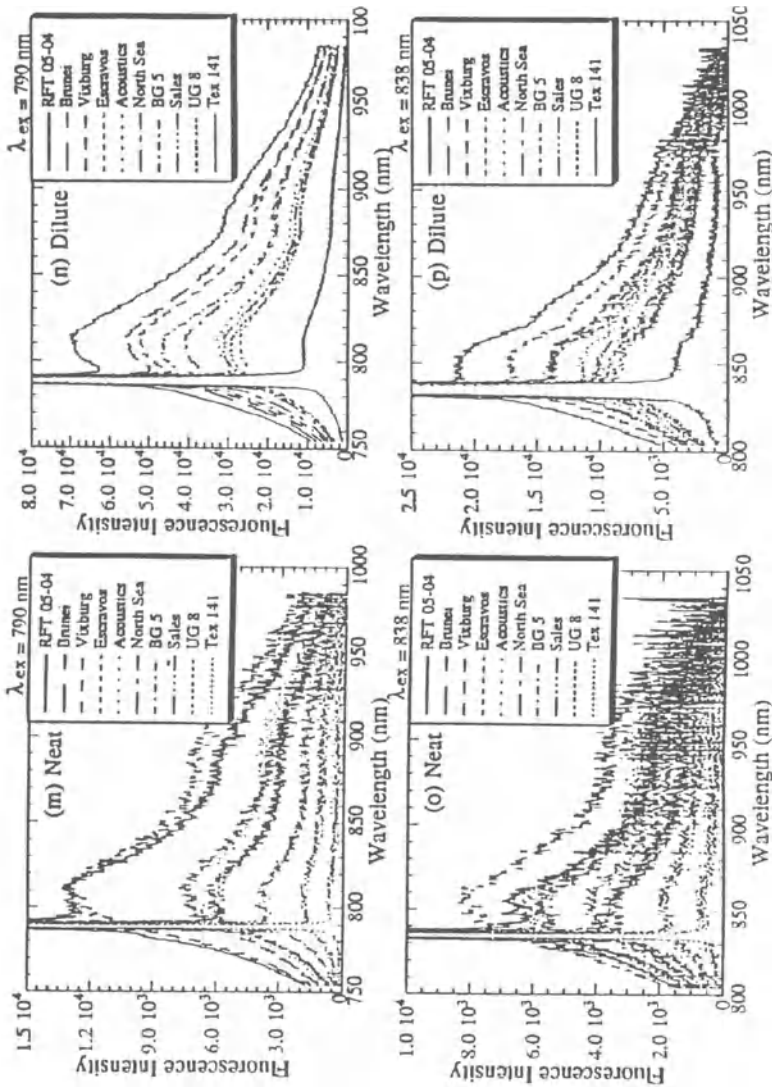 λ ex = 790 nm
(m) Neat
RFT 05-04
Brunei
Vixburg
Escravos
Acoustics
North Sea
BG 5
Sales
UG 8
Tex 141
Fluorescence Intensity
1.5 10⁴
1.2 10⁴
9.0 10³
6.0 10³
3.0 10³
0
750
800
850
900
950
1000
Wavelength (nm)
λ ex = 790 nm
(n) Dilute
RFT 05-04
Brunei
Vixburg
Escravos
Acoustics
North Sea
BG 5
Sales
UG 8
Tex 141
Fluorescence Intensity
8.0 10⁴
7.0 10⁴
6.0 10⁴
5.0 10⁴
4.0 10⁴
3.0 10⁴
2.0 10⁴
1.0 10⁴
0
750
800
850
900
950
100
Wavelength (nm)
λ ex = 838 nm
(o) Neat
RFT 05-04
Brunei
Vixburg
Escravos
Acoustics
North Sea
BG 5
Sales
UG 8
Tex 141
Fluorescence Intensity
1.0 10⁴
8.0 10³
6.0 10³
4.0 10³
2.0 10³
0
800
850
900
950
1000
1050
Wavelength (nm)
λ ex = 838 nm
(p) Dilute
RFT 05-04
Brunei
Vixburg
Escravos
Acoustics
North Sea
BG 5
Sales
UG 8
Tex 141
Fluorescence Intensity
2.5 10⁴
2.0 10⁴
1.5 10⁴
1.0 10⁴
5.0 10³
0
800
850
900
950
1000
1050
Wavelength (nm)